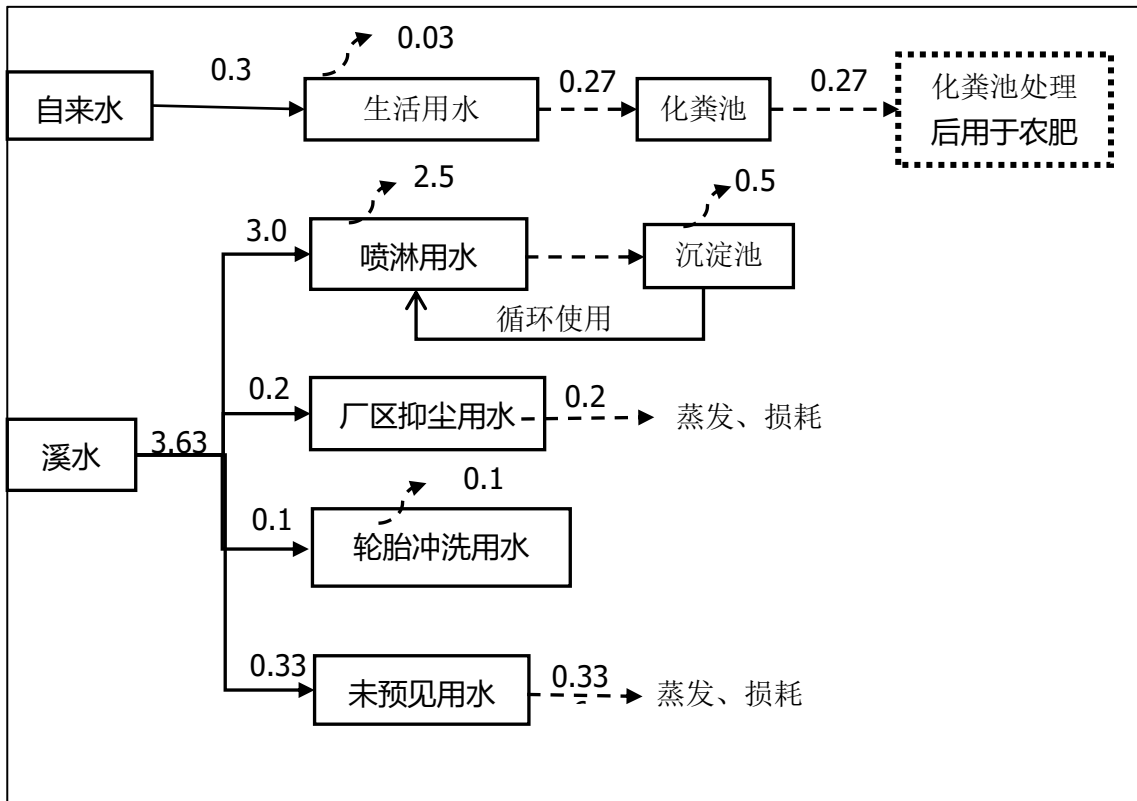 0.03
0.3
0.27
0.27
自来水
生活用水
化粪池
化粪池处理
后用于农肥
2.5
0.5
3.0
喷淋用水
沉淀池
循环使用
0.2
厂区抑尘用水
0.2
蒸发、损耗
溪水
3.63
0.1
0.1
轮胎冲洗用水
0.33
未预见用水
0.33
蒸发、损耗